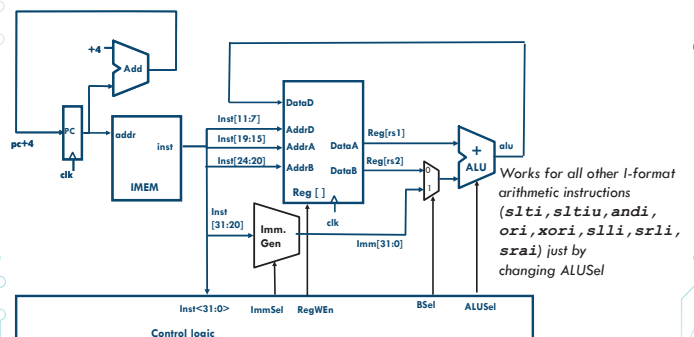 +4
Add
pc+4
PC
clk
addr
inst
IMEM
Inst[11:7]
Inst[19:15]
Inst[24:20]
DataD
AddrD
AddrA
AddrB
DataA
DataB
Reg [ ]
clk
Reg[rs1]
Reg[rs2]
0
1
+
ALU
alu
Inst
[31:20]
Imm.
Gen
Imm[31:0]
Works for all other I-format
arithmetic instructions
(slti,sltiu,andi,
ori,xori,slli,srli,
srai) just by
changing ALUSel
Inst<31:0>
ImmSel
RegWEn
BSel
ALUSel
Control logic